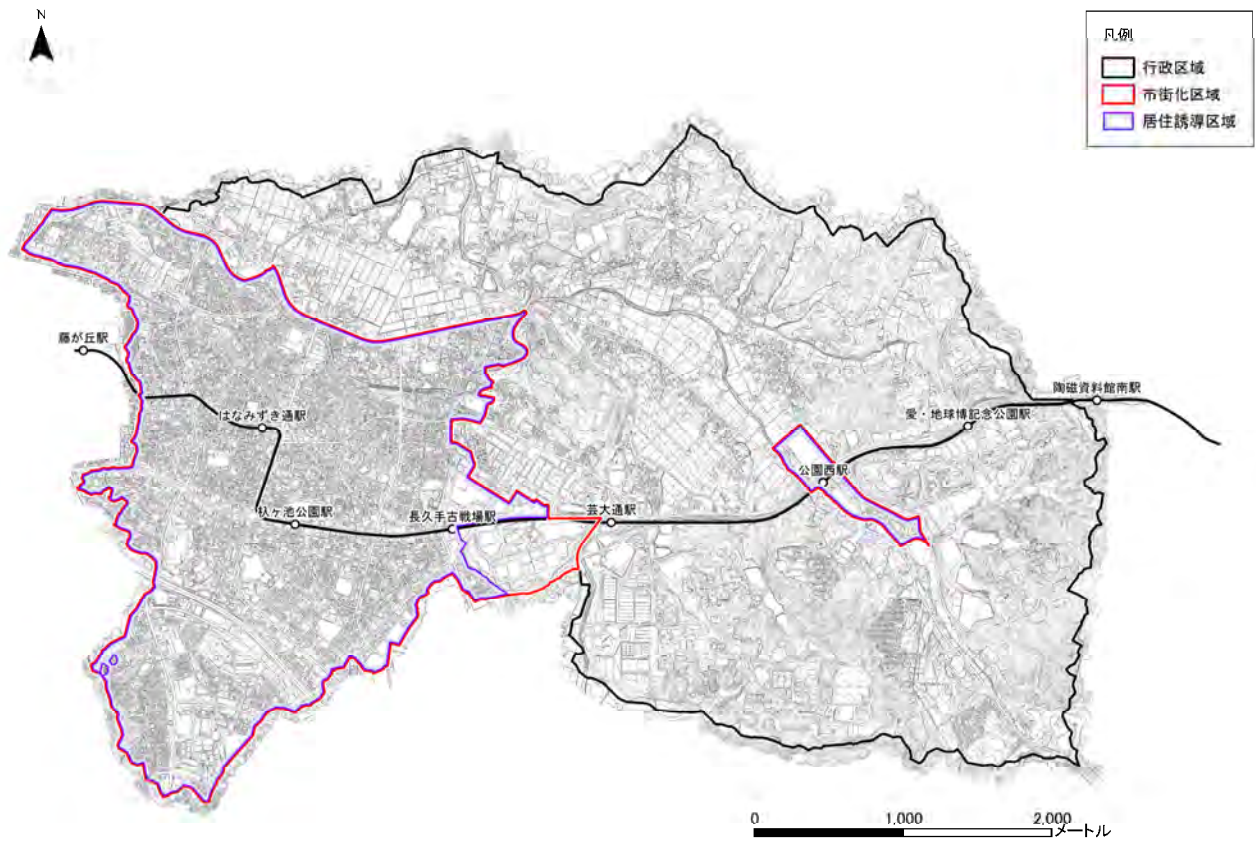 N
凡例
行政区域
市街化区域
居住誘導区域
藤が丘駅
はなみずき通駅
杁ヶ池公園駅
長久手古戦場駅
芸大通駅
公園西駅
愛・地球博記念公園駅
陶磁資料館南駅
0 1,000 2,000 メートル